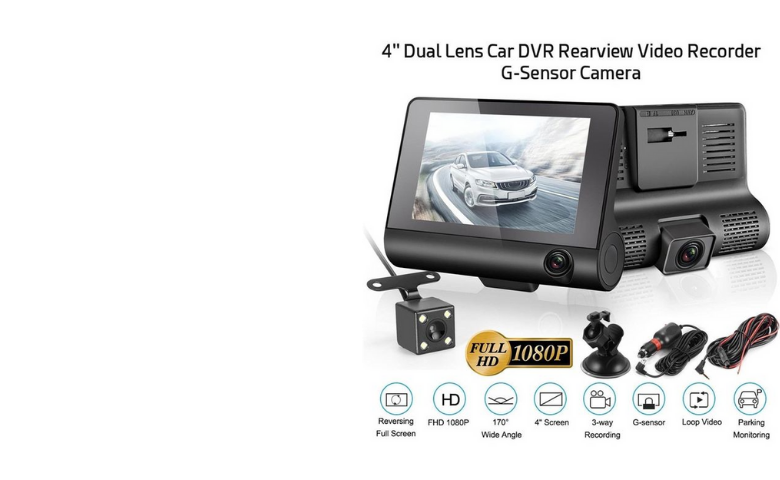 4" Dual Lens Car DVR Rearview Video Recorder
G-Sensor Camera
FULL HD 1080P
Reversing Full Screen
FHD 1080P
170° Wide Angle
4" Screen
3-way Recording
G-sensor
Loop Video
Parking Monitoring